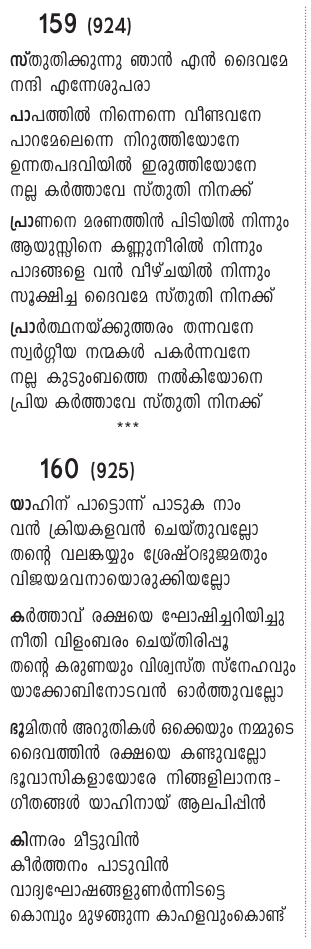 159 (924)
സ്തുതിക്കുന്നു ഞാൻ എൻ ദൈവമേ
നന്ദി എന്നേശുപരാ
പാപത്തിൽ നിന്നെന്നെ വീണ്ടവനേ
പാറമേലെന്നെ നിറുത്തിയോനേ
ഉന്നതപദവിയിൽ ഇരുത്തിയോനേ
നല്ല കർത്താവേ സ്തുതി നിനക്ക്
പ്രാണനെ മരണത്തിൻ പിടിയിൽ നിന്നും
ആയുസ്സിനെ കണ്ണുനീരിൽ നിന്നും
പാദങ്ങളെ വൻ വീഴ്ചയിൽ നിന്നും
സൂക്ഷിച്ച ദൈവമേ സ്തുതി നിനക്ക്
പ്രാർത്ഥനയ്ക്കുത്തരം തന്നവനേ
സ്വർഗ്ഗീയ നന്മകൾ പകർന്നവനേ
നല്ല കുടുംബത്തെ നൽകിയോനെ
പ്രിയ കർത്താവേ സ്തുതി നിനക്ക്
***
160 (925)
യാഹിന് പാട്ടൊന്ന് പാടുക നാം
വൻ ക്രിയകളവൻ ചെയ്തുവല്ലോ
തന്റെ വലങ്കയ്യും ശ്രേഷ്ഠഭുജമതും
വിജയമവനായൊരുക്കിയല്ലോ
കർത്താവ് രക്ഷയെ ഘോഷിച്ചറിയിച്ചു
നീതി വിളംബരം ചെയ്തിരിപ്പൂ
തന്റെ കരുണയും വിശ്വസ്ത സ്നേഹവും
യാക്കോബിനോടവൻ ഓർത്തുവല്ലോ
ഭൂമിതൻ അറുതികൾ ഒക്കെയും നമ്മുടെ
ദൈവത്തിൻ രക്ഷയെ കണ്ടുവല്ലോ
ഭൂവാസികളായോരേ നിങ്ങളിലാനന്ദ-
ഗീതങ്ങൾ യാഹിനായ് ആലപിപ്പിൻ
കിന്നരം മീട്ടുവിൻ
കീർത്തനം പാടുവിൻ
വാദ്യഘോഷങ്ങളുണർന്നിടട്ടെ
കൊമ്പും മുഴങ്ങുന്ന കാഹളവുംകൊണ്ട്